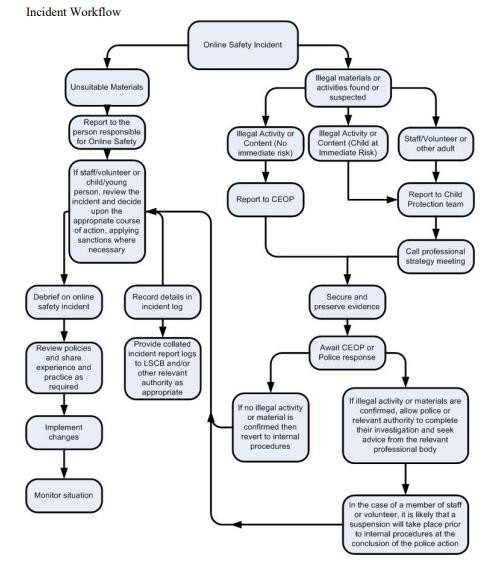 Incident Workflow
Online Safety Incident
Unsuitable Materials
Illegal materials or
activities found or
suspected
Report to the
person responsible
for Online Safety
Illegal Activity or
Content (No
immediate risk)
Illegal Activity or
Content (Child at
Immediate Risk)
Staff/Volunteer or
other adult
If staff/volunteer or
child/young
person, review the
incident and decide
upon the
appropriate course
of action, applying
sanctions where
necessary
Report to CEOP
Report to Child
Protection team
Call professional
strategy meeting
Debrief on online
safety incident
Record details in
incident log
Secure and
preserve evidence
Review policies
and share
experience and
practice as
required
Provide collated
incident report logs
to LSCB and/or
other relevant
authority as
appropriate
Await CEOP or
Police response
If no illegal activity
or material is
confirmed then
revert to internal
procedures
If illegal activity or materials are
confirmed, allow police or
relevant authority to complete
their investigation and seek
advice from the relevant
professional body
Implement
changes
Monitor situation
In the case of a member of staff
or volunteer, it is likely that a
suspension will take place prior
to internal procedures at the
conclusion of the police action